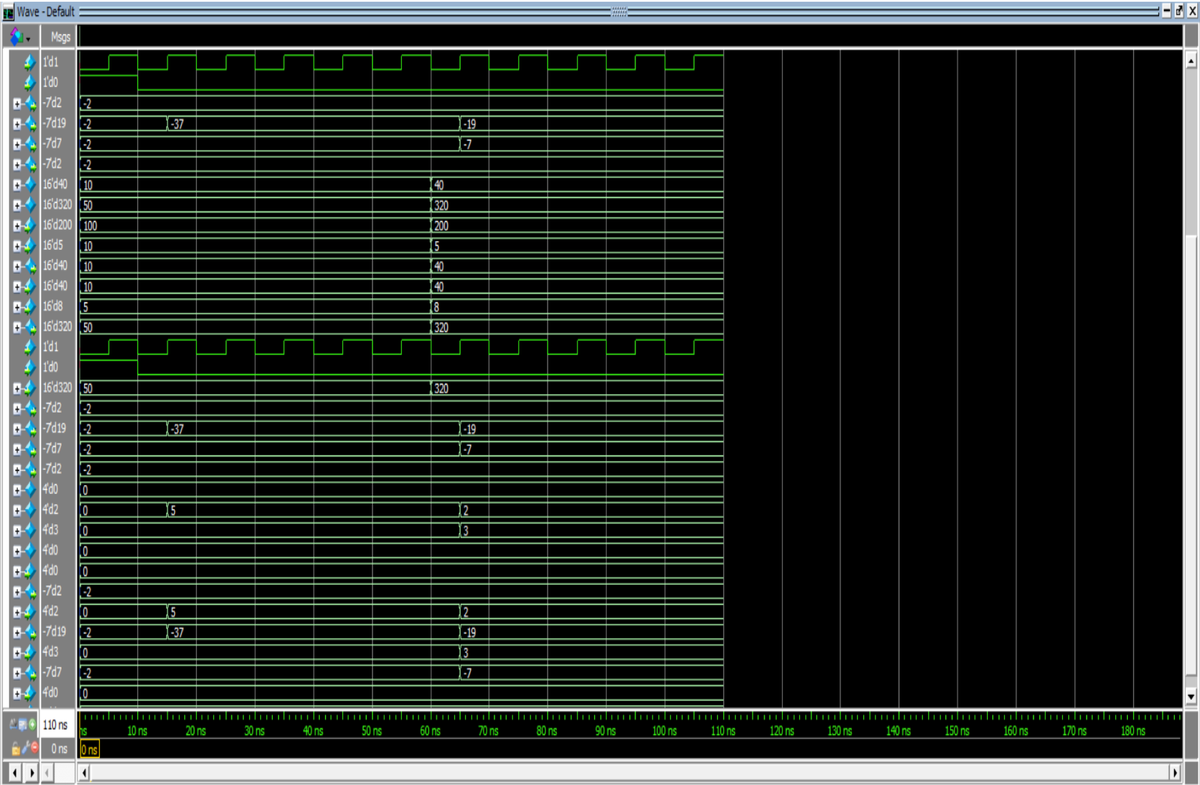 Wave - Default
Msgs
1'd1
1'd0
-7'd2 -2
-7'd19 -2 -37 -19
-7'd7 -2 -7
-7'd2 -2
16'd40 10 40
16'd320 50 320
16'd200 100 200
16'd5 10 5
16'd40 10 40
16'd40 10 40
16'd8 5 8
16'd320 50 320
1'd1
1'd0
16'd320 50 320
-7'd2 -2
-7'd19 -2 -37 -19
-7'd7 -2 -7
-7'd2 -2
4'd0 0
4'd2 0 5 2
4'd3 0 3
4'd0 0
4'd0 0
-7'd2 -2
4'd2 0 5 2
-7'd19 -2 -37 -19
4'd3 0 3
-7'd7 -2 -7
4'd0 0
110 ns ns 10 ns 20 ns 30 ns 40 ns 50 ns 60 ns 70 ns 80 ns 90 ns 100 ns 110 ns 120 ns 130 ns 140 ns 150 ns 160 ns 170 ns 180 ns
0 ns 0 ns